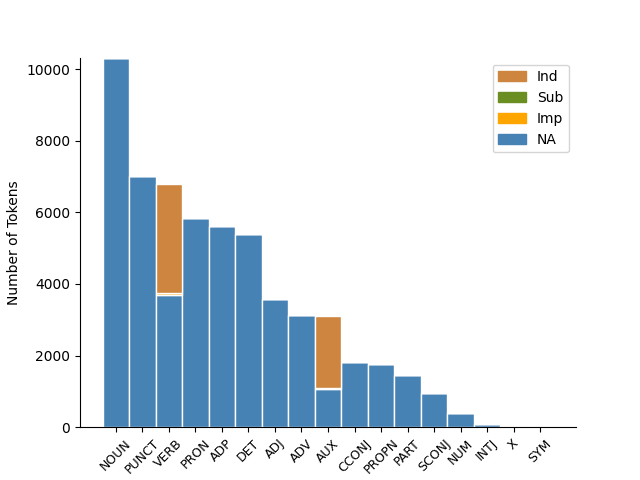 10000
8000
6000
4000
2000
0
Number of Tokens
Ind
Sub
Imp
NA
NOUN
PUNCT
VERB
PRON
ADP
DET
ADJ
ADV
AUX
CCONJ
PROPN
PART
SCONJ
NUM
INTJ
X
SYM